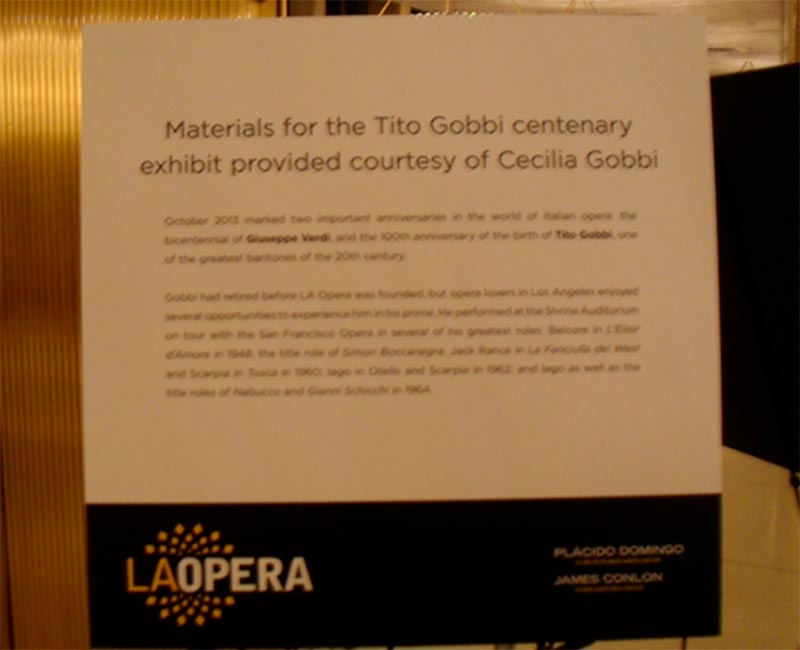 Materials for the Tito Gobbi centenary
exhibit provided courtesy of Cecilia Gobbi
October 2013 marked two important anniversaries in the world of Italian opera: the
bicentennial of Giuseppe Verdi, and the 100th anniversary of the birth of Tito Gobbi, one
of the greatest baritones of the 20th century.
Gobbi had retired before LA Opera was founded, but opera lovers in Los Angeles enjoyed
several opportunities to experience him in his prime. He performed at the Shrine Auditorium
on tour with the San Francisco Opera in several of his greatest roles: Belcore in L'Elisir
d'Amore in 1948; the title role of Simon Boccanegra, Jack Rance in La Fanciulla del West
and Scarpia in Tosca in 1960; Iago in Otello and Scarpia in 1962; and Iago as well as the
title roles of Nabucco and Gianni Schicchi in 1964.
LAOPERA
PLÁCIDO DOMINGO
JAMES CONLON